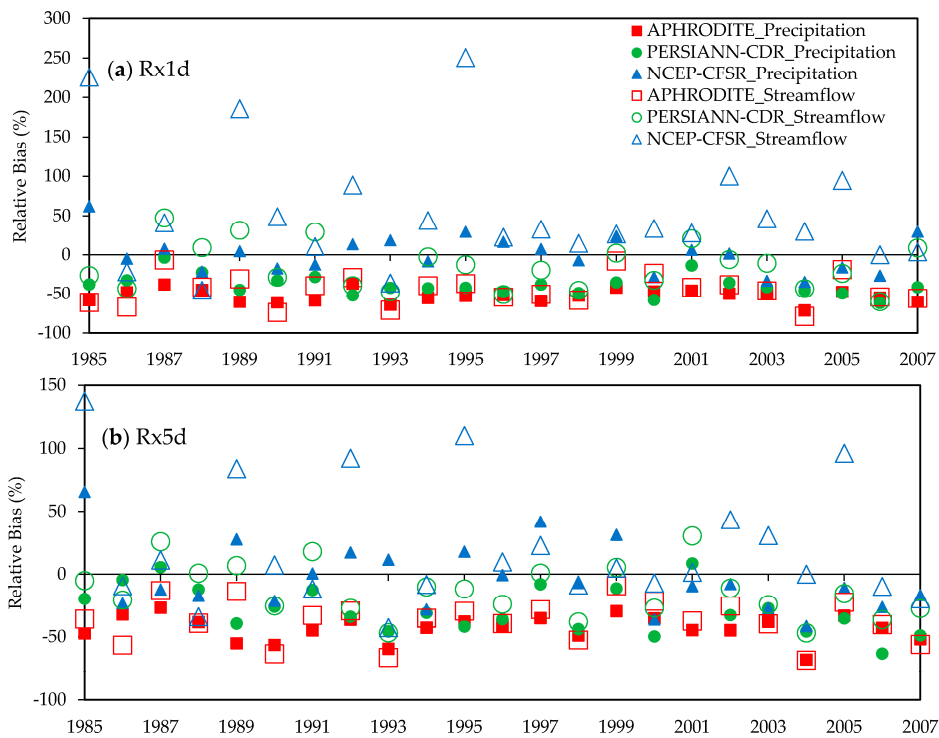 300
250
200
150
100
50
0
-50
-100
Relative Bias (%)
(a) Rx1d
APHRODITE_Precipitation
PERSIANN-CDR_Precipitation
NCEP-CFSR_Precipitation
APHRODITE_Streamflow
PERSIANN-CDR_Streamflow
NCEP-CFSR_Streamflow
1985 1987 1989 1991 1993 1995 1997 1999 2001 2003 2005 2007
150
100
50
0
-50
-100
Relative Bias (%)
(b) Rx5d
1985 1987 1989 1991 1993 1995 1997 1999 2001 2003 2005 2007